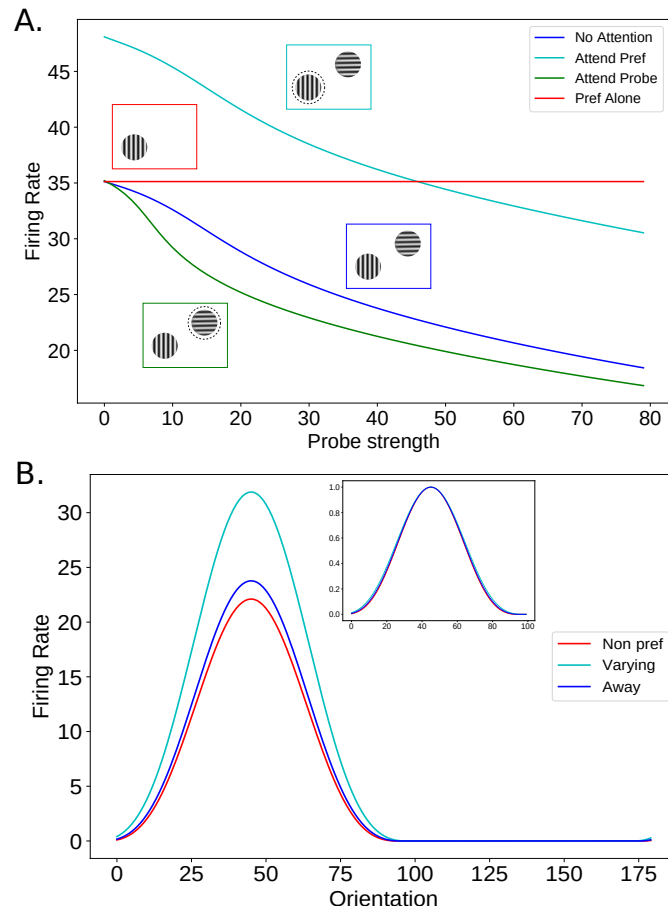 A.
No Attention
Attend Pref
Attend Probe
Pref Alone
Firing Rate
45
40
35
30
25
20
0 10 20 30 40 50 60 70 80
Probe strength
B.
Firing Rate
30
25
20
15
10
5
0
1.0
0.8
0.6
0.4
0.2
0.0
0 20 40 60 80 100
Non pref
Varying
Away
0 25 50 75 100 125 150 175
Orientation